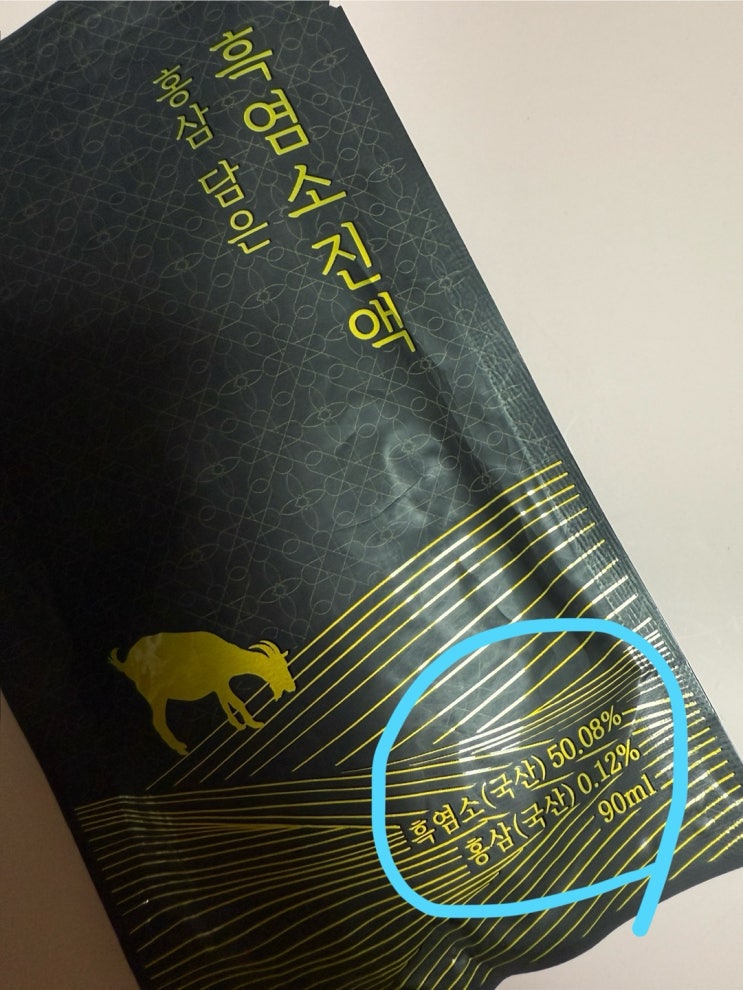 홍삼 담은
흑염소진액
흑염소(국산) 50.08%
홍삼(국산) 0.12%
90ml